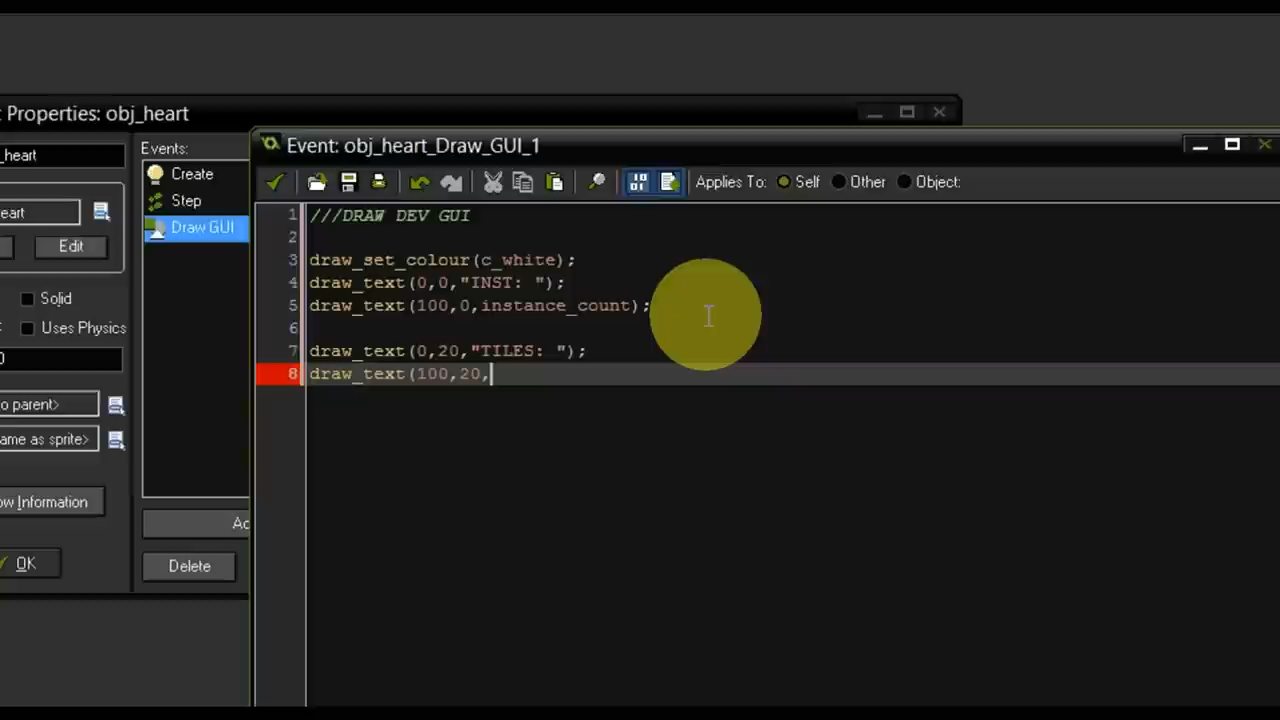 Properties: obj_heart
Event: obj_heart_Draw_GUI_1
heart
Events:
Create
Step
Draw GUI
Applies To: Self Other Object:
eart
Edit
Solid
Uses Physics
0
o parent>
ame as sprite>
ow Information
OK
Delete
1 ///DRAW DEV GUI
2
3 draw_set_colour(c_white);
4 draw_text(0,0,"INST: ");
5 draw_text(100,0,instance_count);
6
7 draw_text(0,20,"TILES: ");
8 draw_text(100,20,